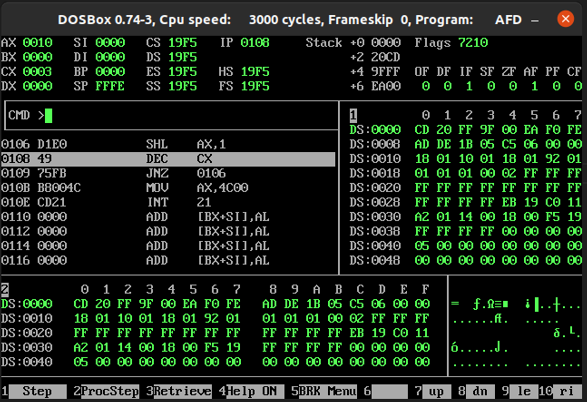 DOSBox 0.74-3, Cpu speed: 3000 cycles, Frameskip 0, Program: AFD
AX 0010 SI 0000 CS 19F5 IP 0108 Stack +0 0000 Flags 7210
BX 0000 DI 0000 DS 19F5 +2 20CD
CX 0003 BP 0000 ES 19F5 HS 19F5 +4 9FFF OF DF IF SF ZF AF PF CF
DX 0000 SP FFFE SS 19F5 FS 19F5 +6 EA00 0 0 1 0 0 1 0 0
CMD >
0106 D1E0 SHL AX,1
0108 49 DEC CX
0109 75FB JNZ 0106
010B B8004C MOV AX,4C00
010E CD21 INT 21
0110 0000 ADD [BX+SI],AL
0112 0000 ADD [BX+SI],AL
0114 0000 ADD [BX+SI],AL
0116 0000 ADD [BX+SI],AL
1 0 1 2 3 4 5 6 7
DS:0000 CD 20 FF 9F 00 EA F0 FE
DS:0008 AD DE 1B 05 C5 06 00 00
DS:0010 18 01 10 01 18 01 92 01
DS:0018 01 01 01 00 02 FF FF FF
DS:0020 FF FF FF FF FF FF FF FF
DS:0028 FF FF FF FF EB 19 C0 11
DS:0030 A2 01 14 00 18 00 F5 19
DS:0038 FF FF FF FF 00 00 00 00
DS:0040 05 00 00 00 00 00 00 00
DS:0048 00 00 00 00 00 00 00 00
2 0 1 2 3 4 5 6 7 8 9 A B C D E F
DS:0000 CD 20 FF 9F 00 EA F0 FE AD DE 1B 05 C5 06 00 00
DS:0010 18 01 10 01 18 01 92 01 01 01 01 00 02 FF FF FF
DS:0020 FF FF FF FF FF FF FF FF FF FF FF FF EB 19 C0 11
DS:0030 A2 01 14 00 18 00 F5 19 FF FF FF FF 00 00 00 00
DS:0040 05 00 00 00 00 00 00 00 00 00 00 00 00 00 00 00
1 Step 2 ProcStep 3 Retrieve 4 Help ON 5 BRK Menu 6 7 up 8 dn 9 le 10 ri